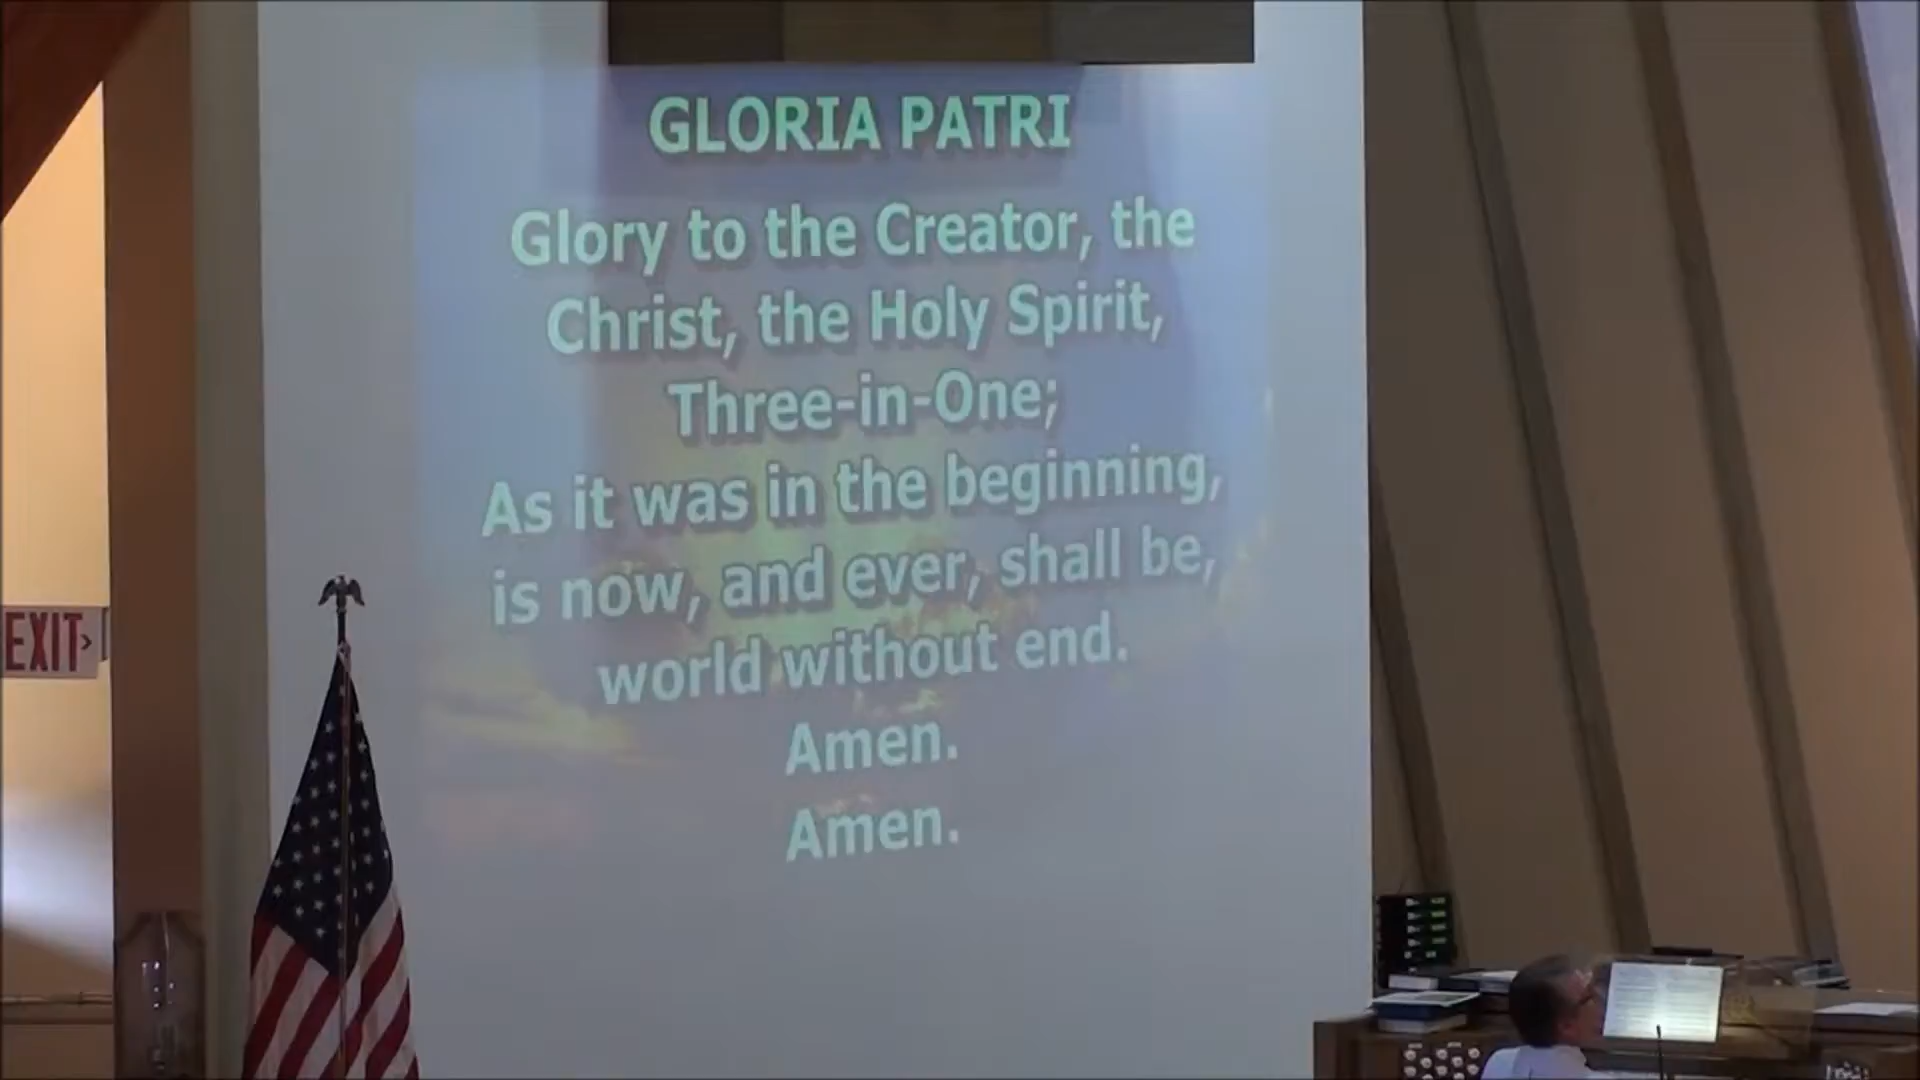 GLORIA PATRI
Glory to the Creator, the
Christ, the Holy Spirit,
Three-in-One;
As it was in the beginning,
is now, and ever, shall be,
world without end.
Amen.
Amen.
EXIT